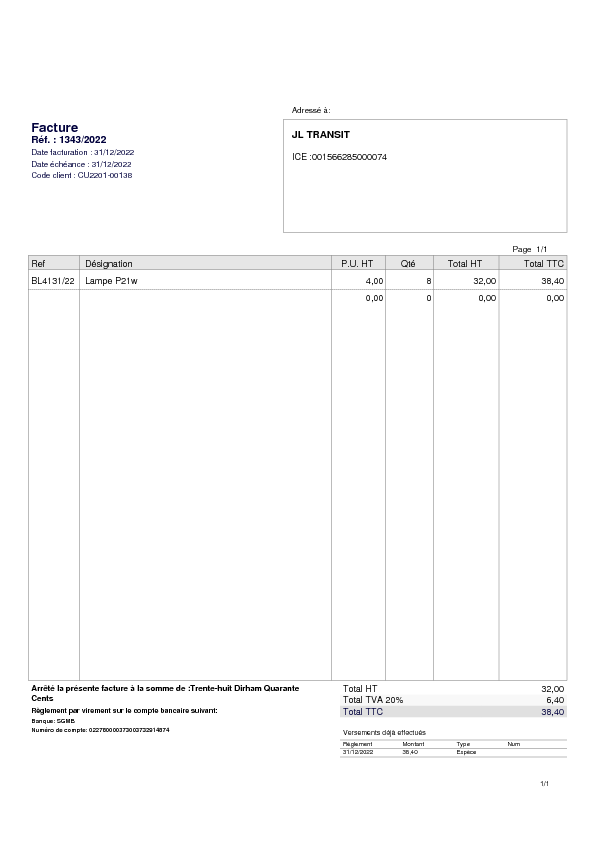 Adressé à:
Facture
Réf. : 1343/2022
Date facturation : 31/12/2022
Date échéance : 31/12/2022
Code client : CU2201-00138
JL TRANSIT
ICE :001566285000074
Page 1/1
Ref Désignation P.U. HT Qté Total HT Total TTC
BL4131/22 Lampe P21w 4,00 8 32,00 38,40
0,00 0 0,00 0,00
Arrêté la présente facture à la somme de :Trente-huit Dirham Quarante
Cents
Règlement par virement sur le compte bancaire suivant:
Banque: SGMB
Total HT 32,00
Total TVA 20% 6,40
Total TTC 38,40
Numéro de compte:
Versements déjà effectués
Règlement Montant Type Num
31/12/2022 38,40 Espèce
1/1